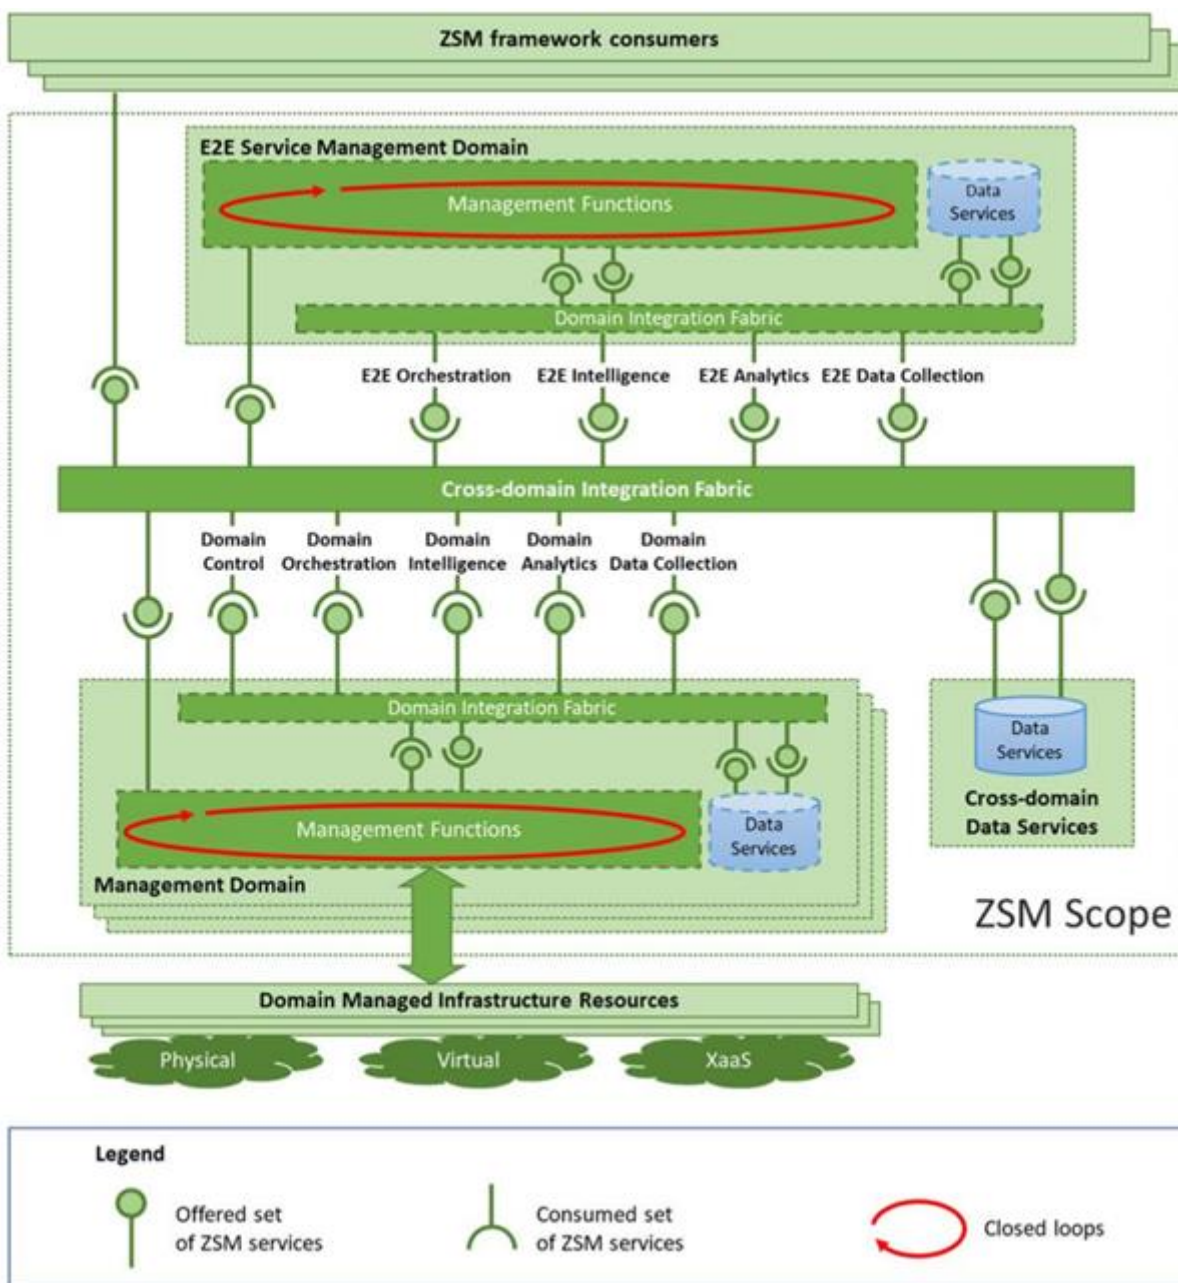 ZSM framework consumers
E2E Service Management Domain
Management Functions
Data
Services
Domain Integration Fabric
E2E Orchestration
E2E Intelligence
E2E Analytics
E2E Data Collection
Cross-domain Integration Fabric
Domain
Control
Domain
Orchestration
Domain
Intelligence
Domain
Analytics
Domain
Data Collection
Domain Integration Fabric
Management Functions
Data
Services
Management Domain
Data
Services
Cross-domain
Data Services
ZSM Scope
Domain Managed Infrastructure Resources
Physical
Virtual
XaaS
Legend
Offered set
of ZSM services
Consumed set
of ZSM services
Closed loops